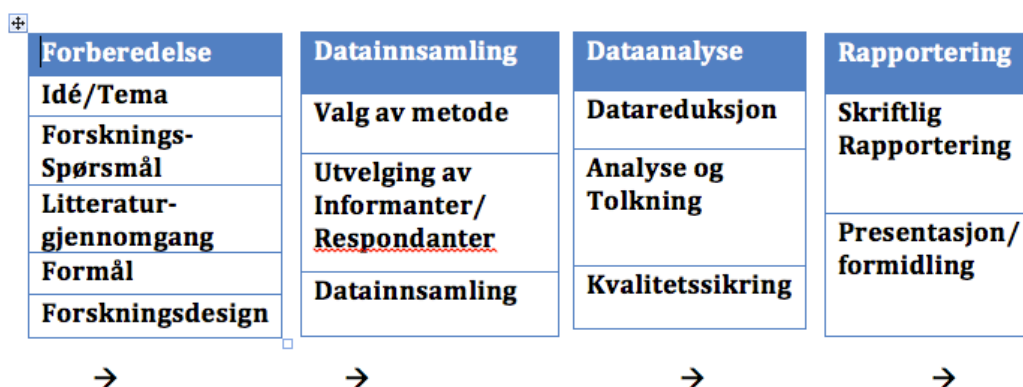 Forberedelse
Idé/Tema
Forsknings-
Spørsmål
Litteratur-
gjennomgang
Formål
Forskningsdesign
Datainnsamling
Valg av metode
Utvelging av
Informanter/
Respondanter
Datainnsamling
Dataanalyse
Datareduksjon
Analyse og
Tolkning
Kvalitetssikring
Rapportering
Skriftlig
Rapportering
Presentasjon/
formidling
→ → → →